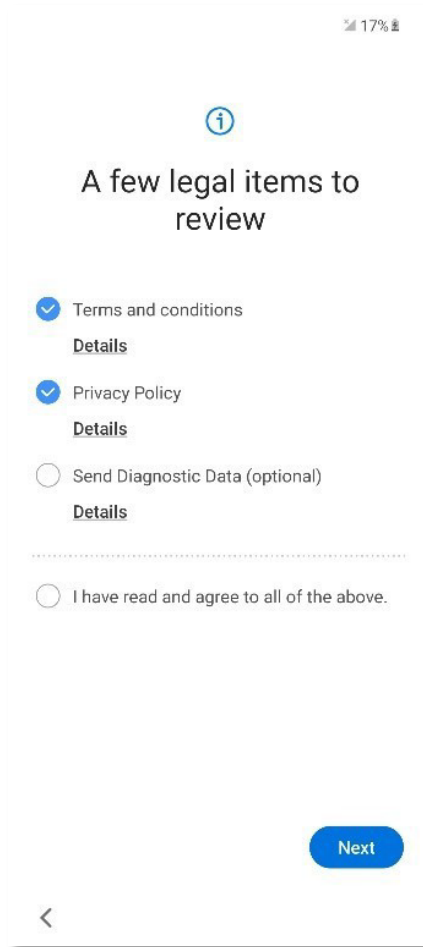 17%
A few legal items to
review
Terms and conditions
Details
Privacy Policy
Details
Send Diagnostic Data (optional)
Details
I have read and agree to all of the above.
Next